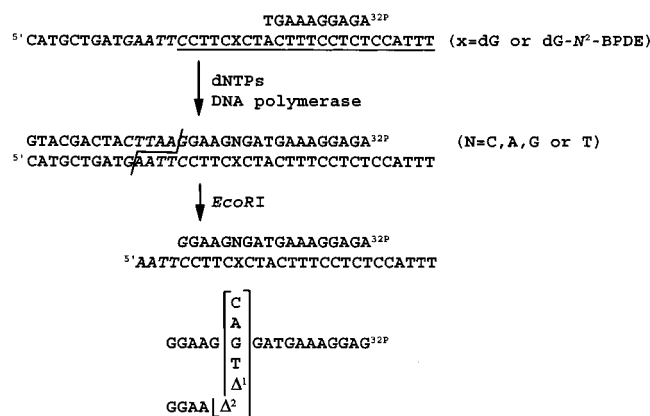 TGAAAGGAGA32P
5'CATGCTGATGAATTCCTTCXCTACTTTCCTCTCCATTT (x=dG or dG-N2-BPDE)
dNTPs
DNA polymerase
GTACGACTACTTAAGGAAGNGATGAAAGGAGA32P (N=C,A,G or T)
CATGCTGATGAATTCCTTCXCTACTTTCCTCTCCATTT
EcoRI
GGAAGNGATGAAAGGAGA32P
5'AATTCCTTCXCTACTTTCCTCTCCATTT
C
A
GGAAG G GATGAAAGGAG32P
T
Δ1
GGAA Δ2